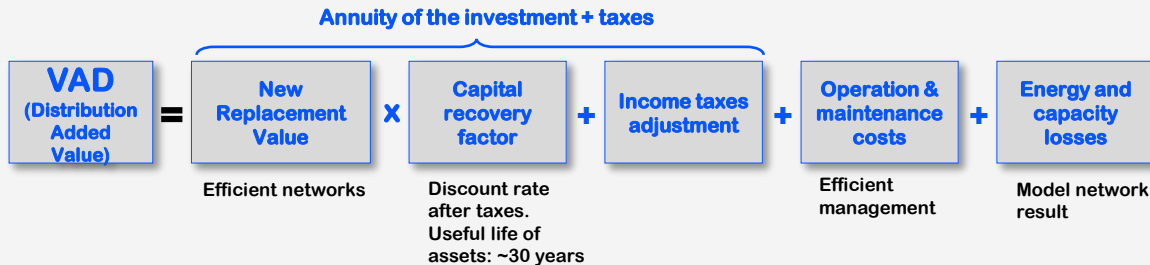 Annuity of the investment + taxes
VAD
(Distribution
Added
Value)
=
New
Replacement
Value
x
Capital
recovery
factor
+
Income taxes
adjustment
+
Operation &
maintenance
costs
+
Energy and
capacity
losses
Efficient networks
Discount rate
after taxes.
Useful life of
assets: ~30 years
Efficient
management
Model network
result